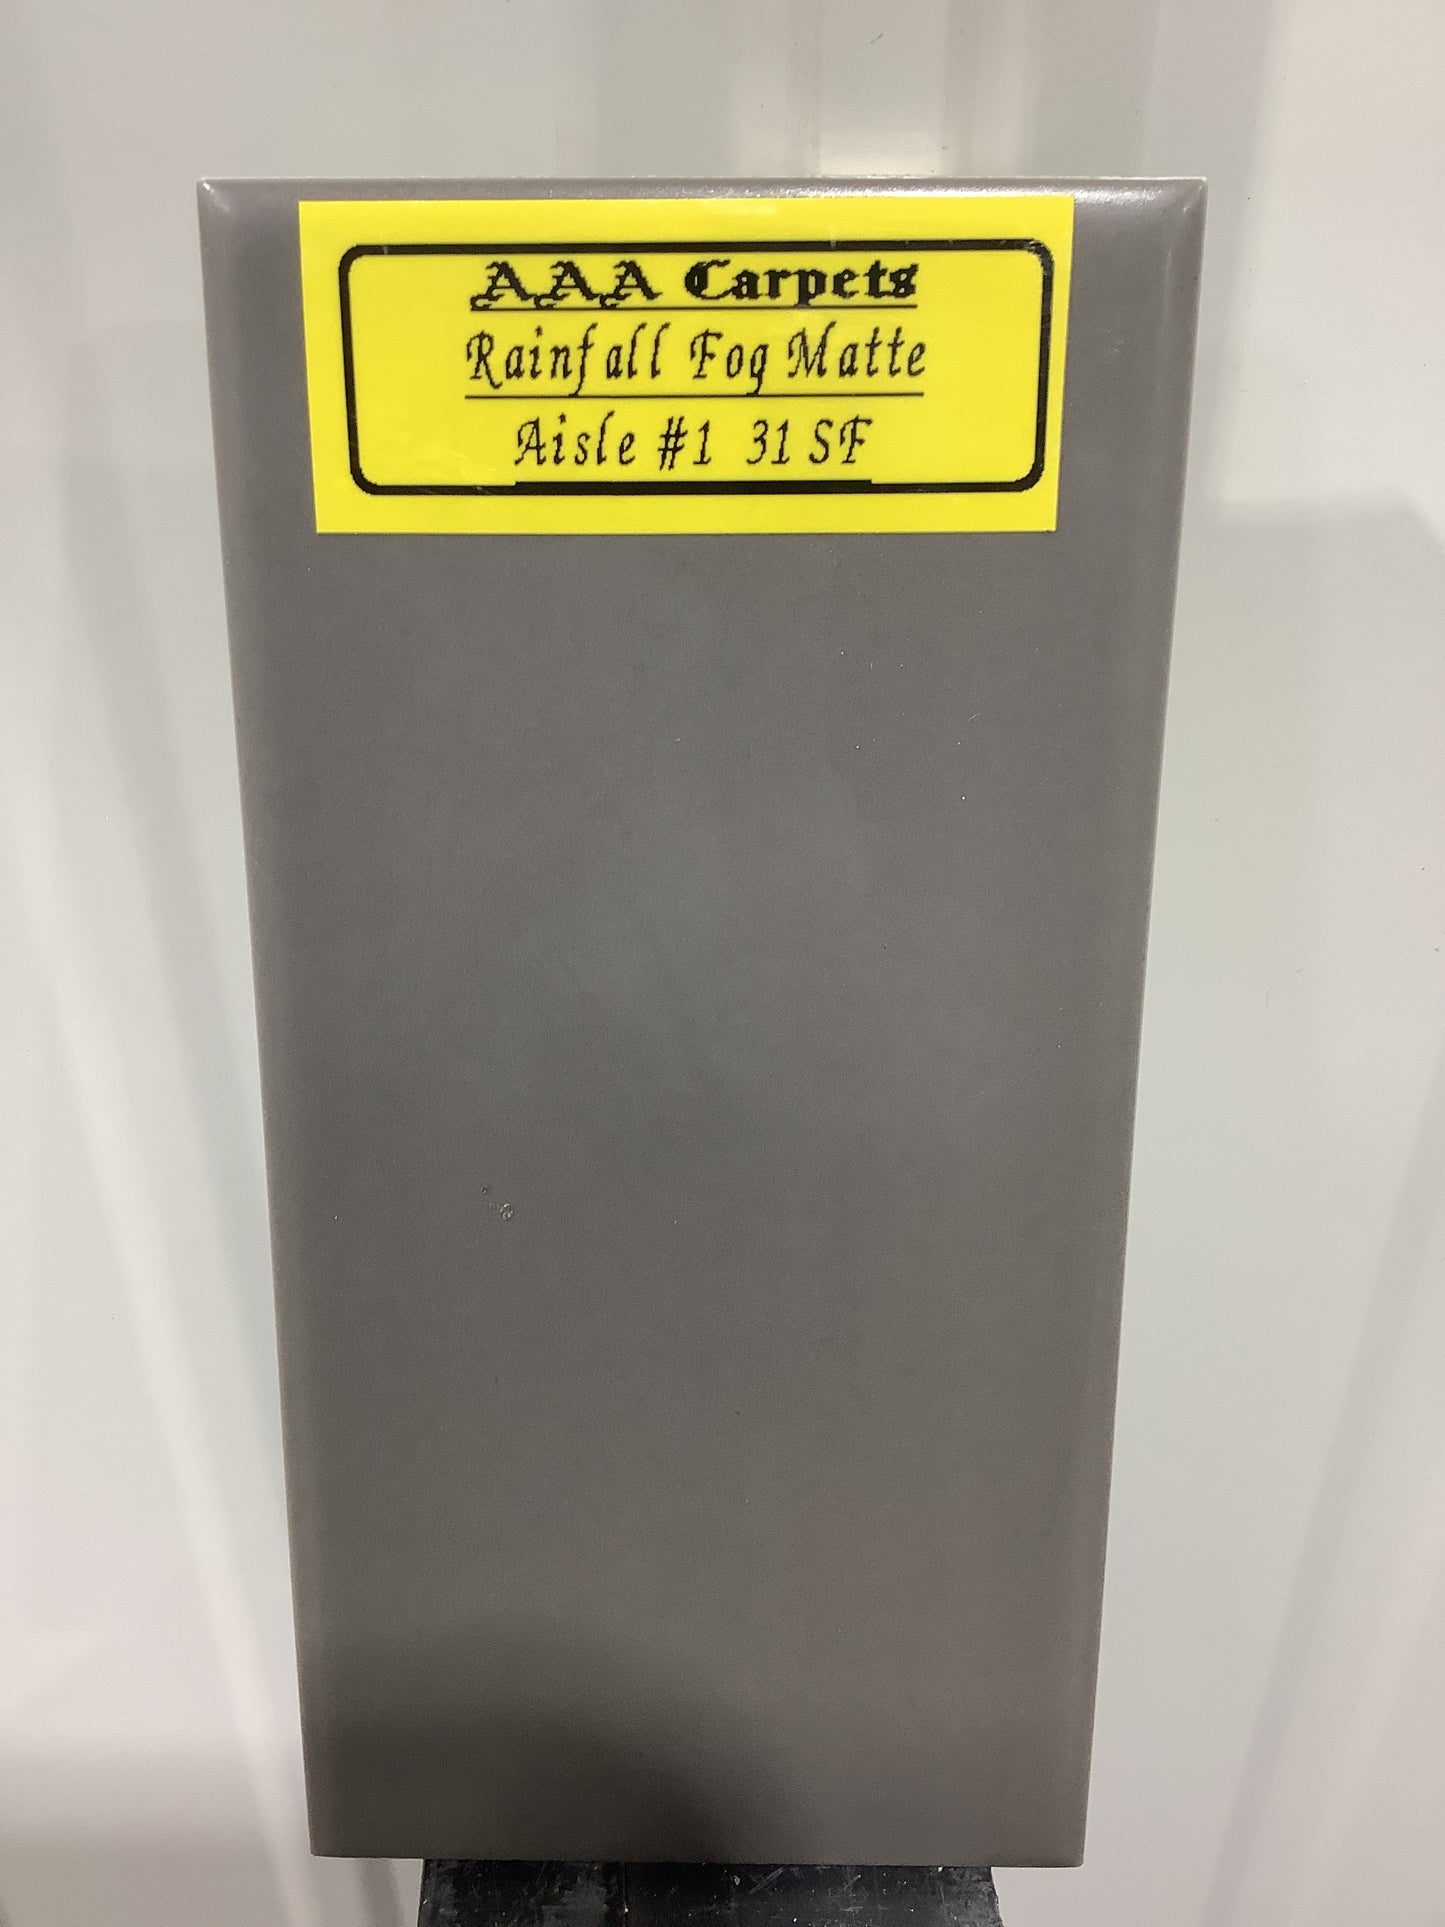 AAA Carpets
Rainfall Fog Matte
Aisle #1 31 SF